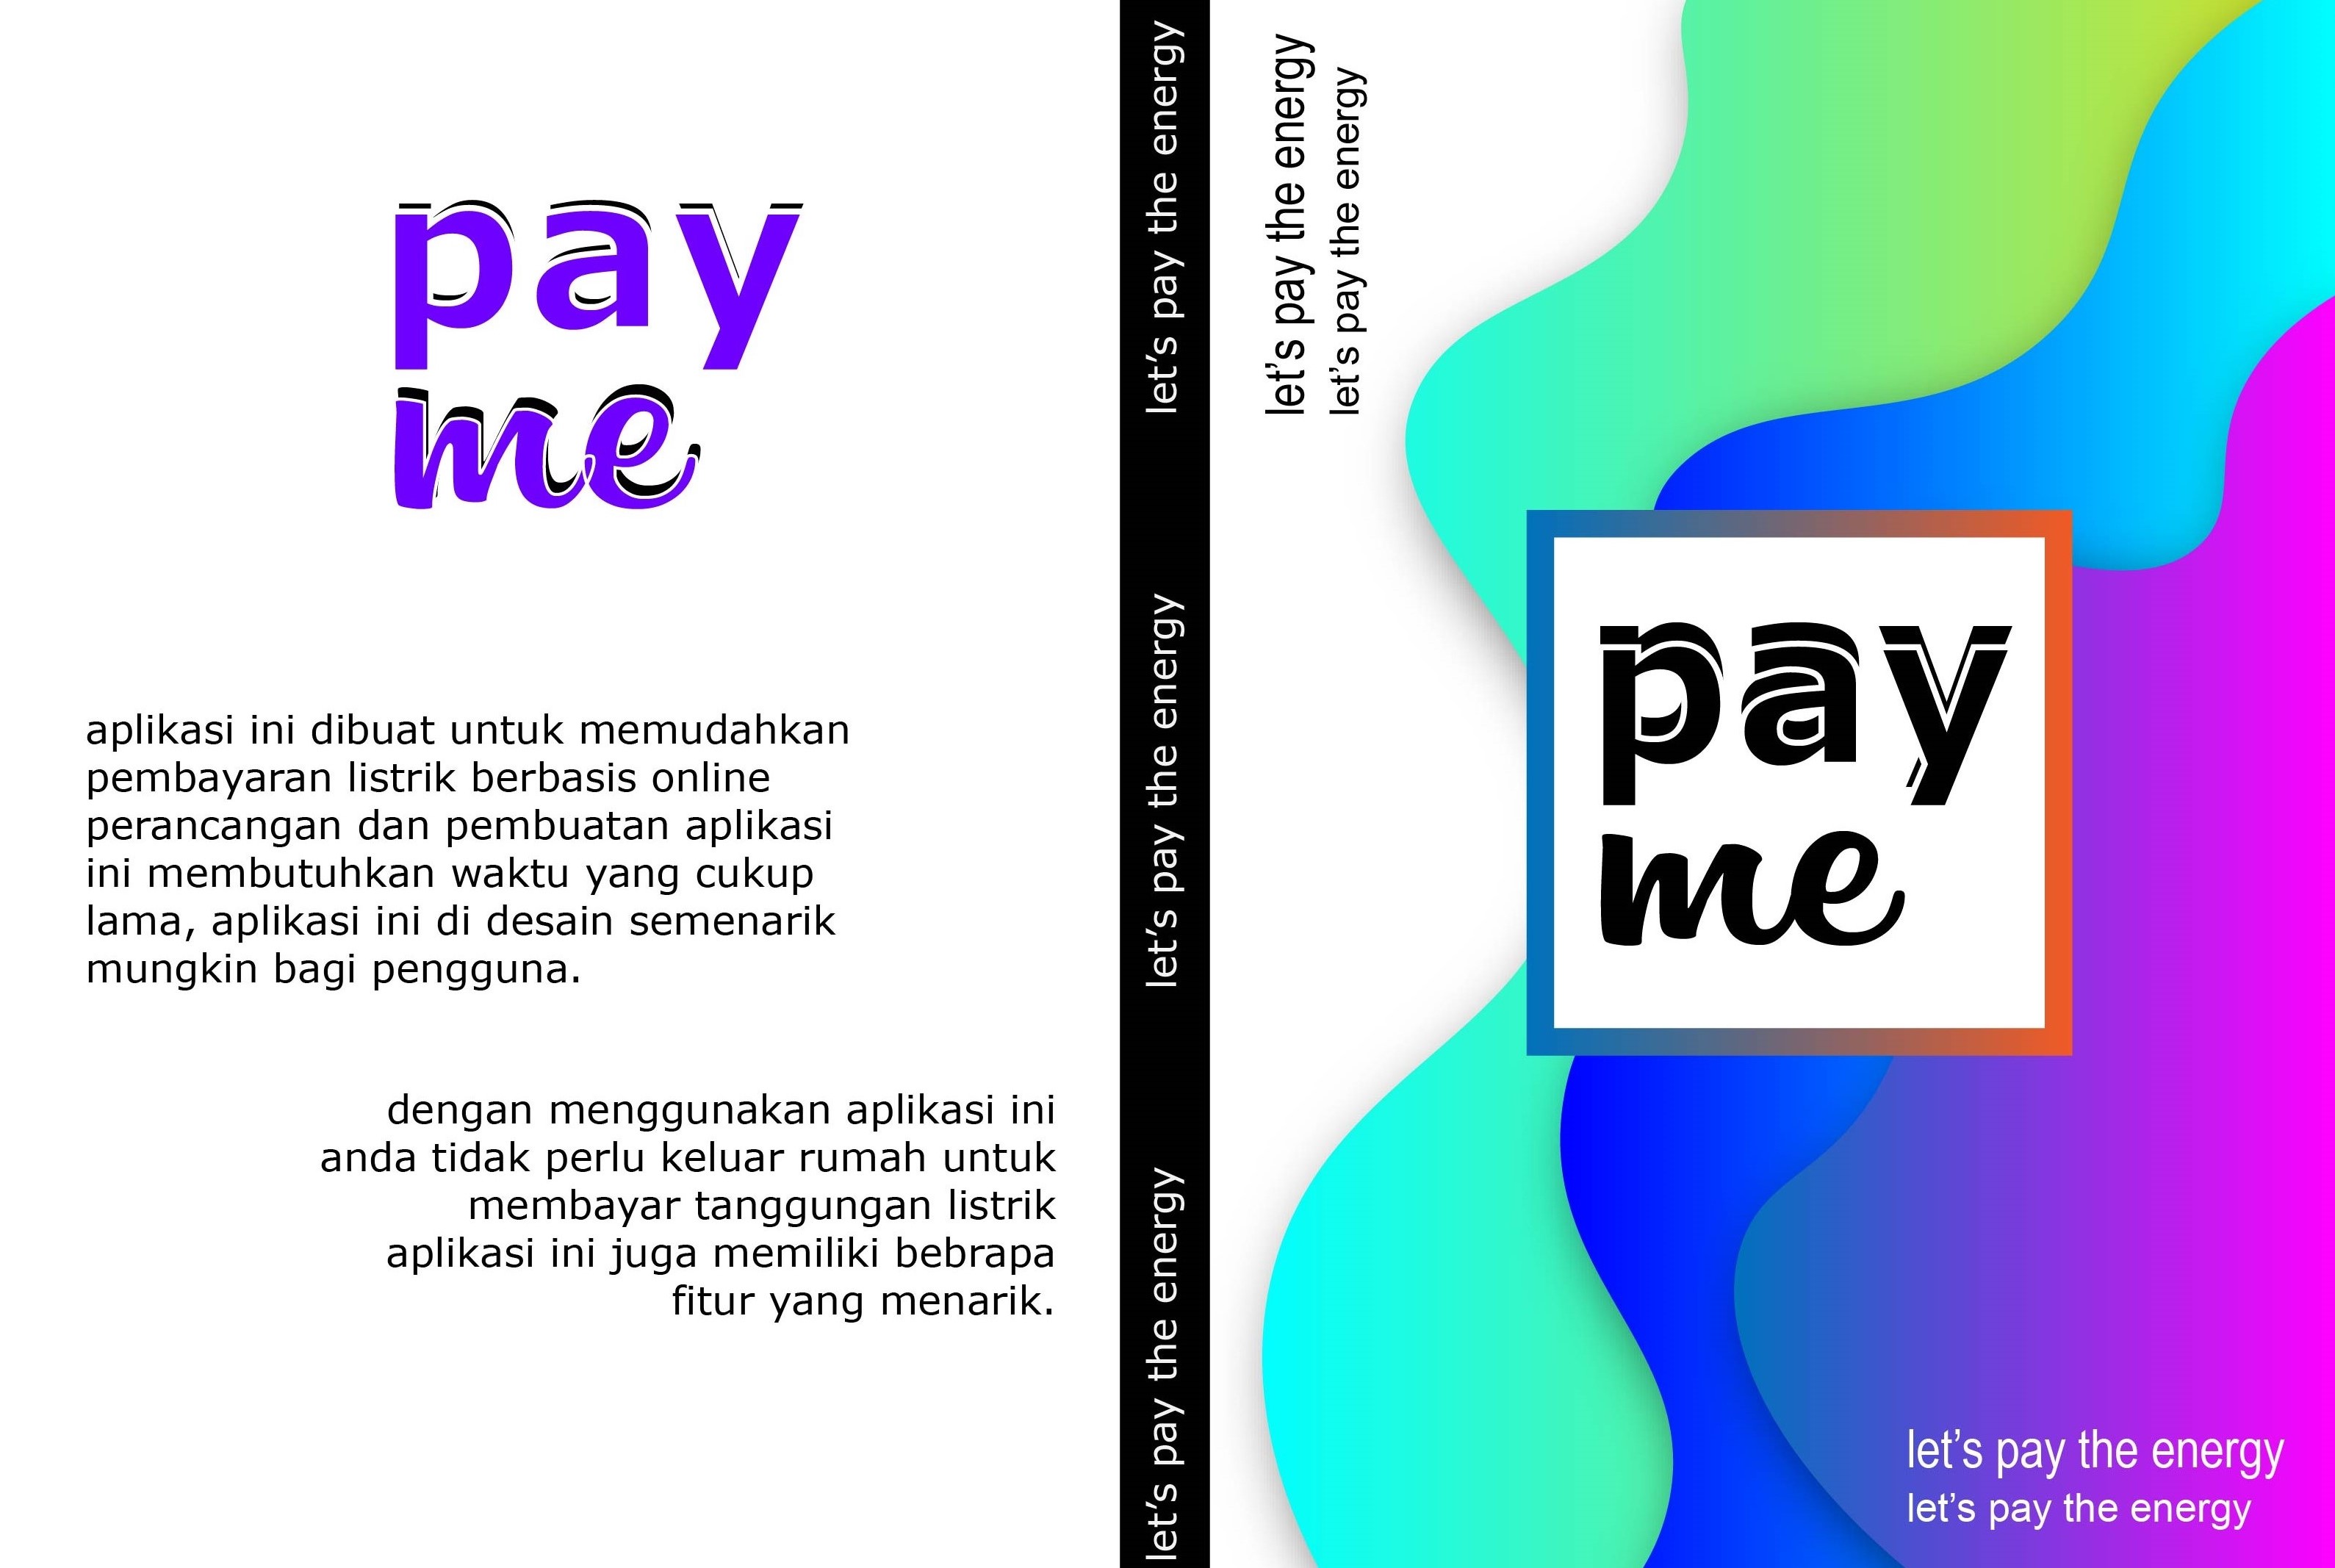 pay
me
aplikasi ini dibuat untuk memudahkan
pembayaran listrik berbasis online
perancangan dan pembuatan aplikasi
ini membutuhkan waktu yang cukup
lama, aplikasi ini di desain semenarik
mungkin bagi pengguna.
dengan menggunakan aplikasi ini
anda tidak perlu keluar rumah untuk
membayar tanggungan listrik
aplikasi ini juga memiliki bebrapa
fitur yang menarik.
let’s pay the energy
let’s pay the energy
let’s pay the energy
let’s pay the energy
let’s pay the energy
pay
me
let’s pay the energy
let’s pay the energy